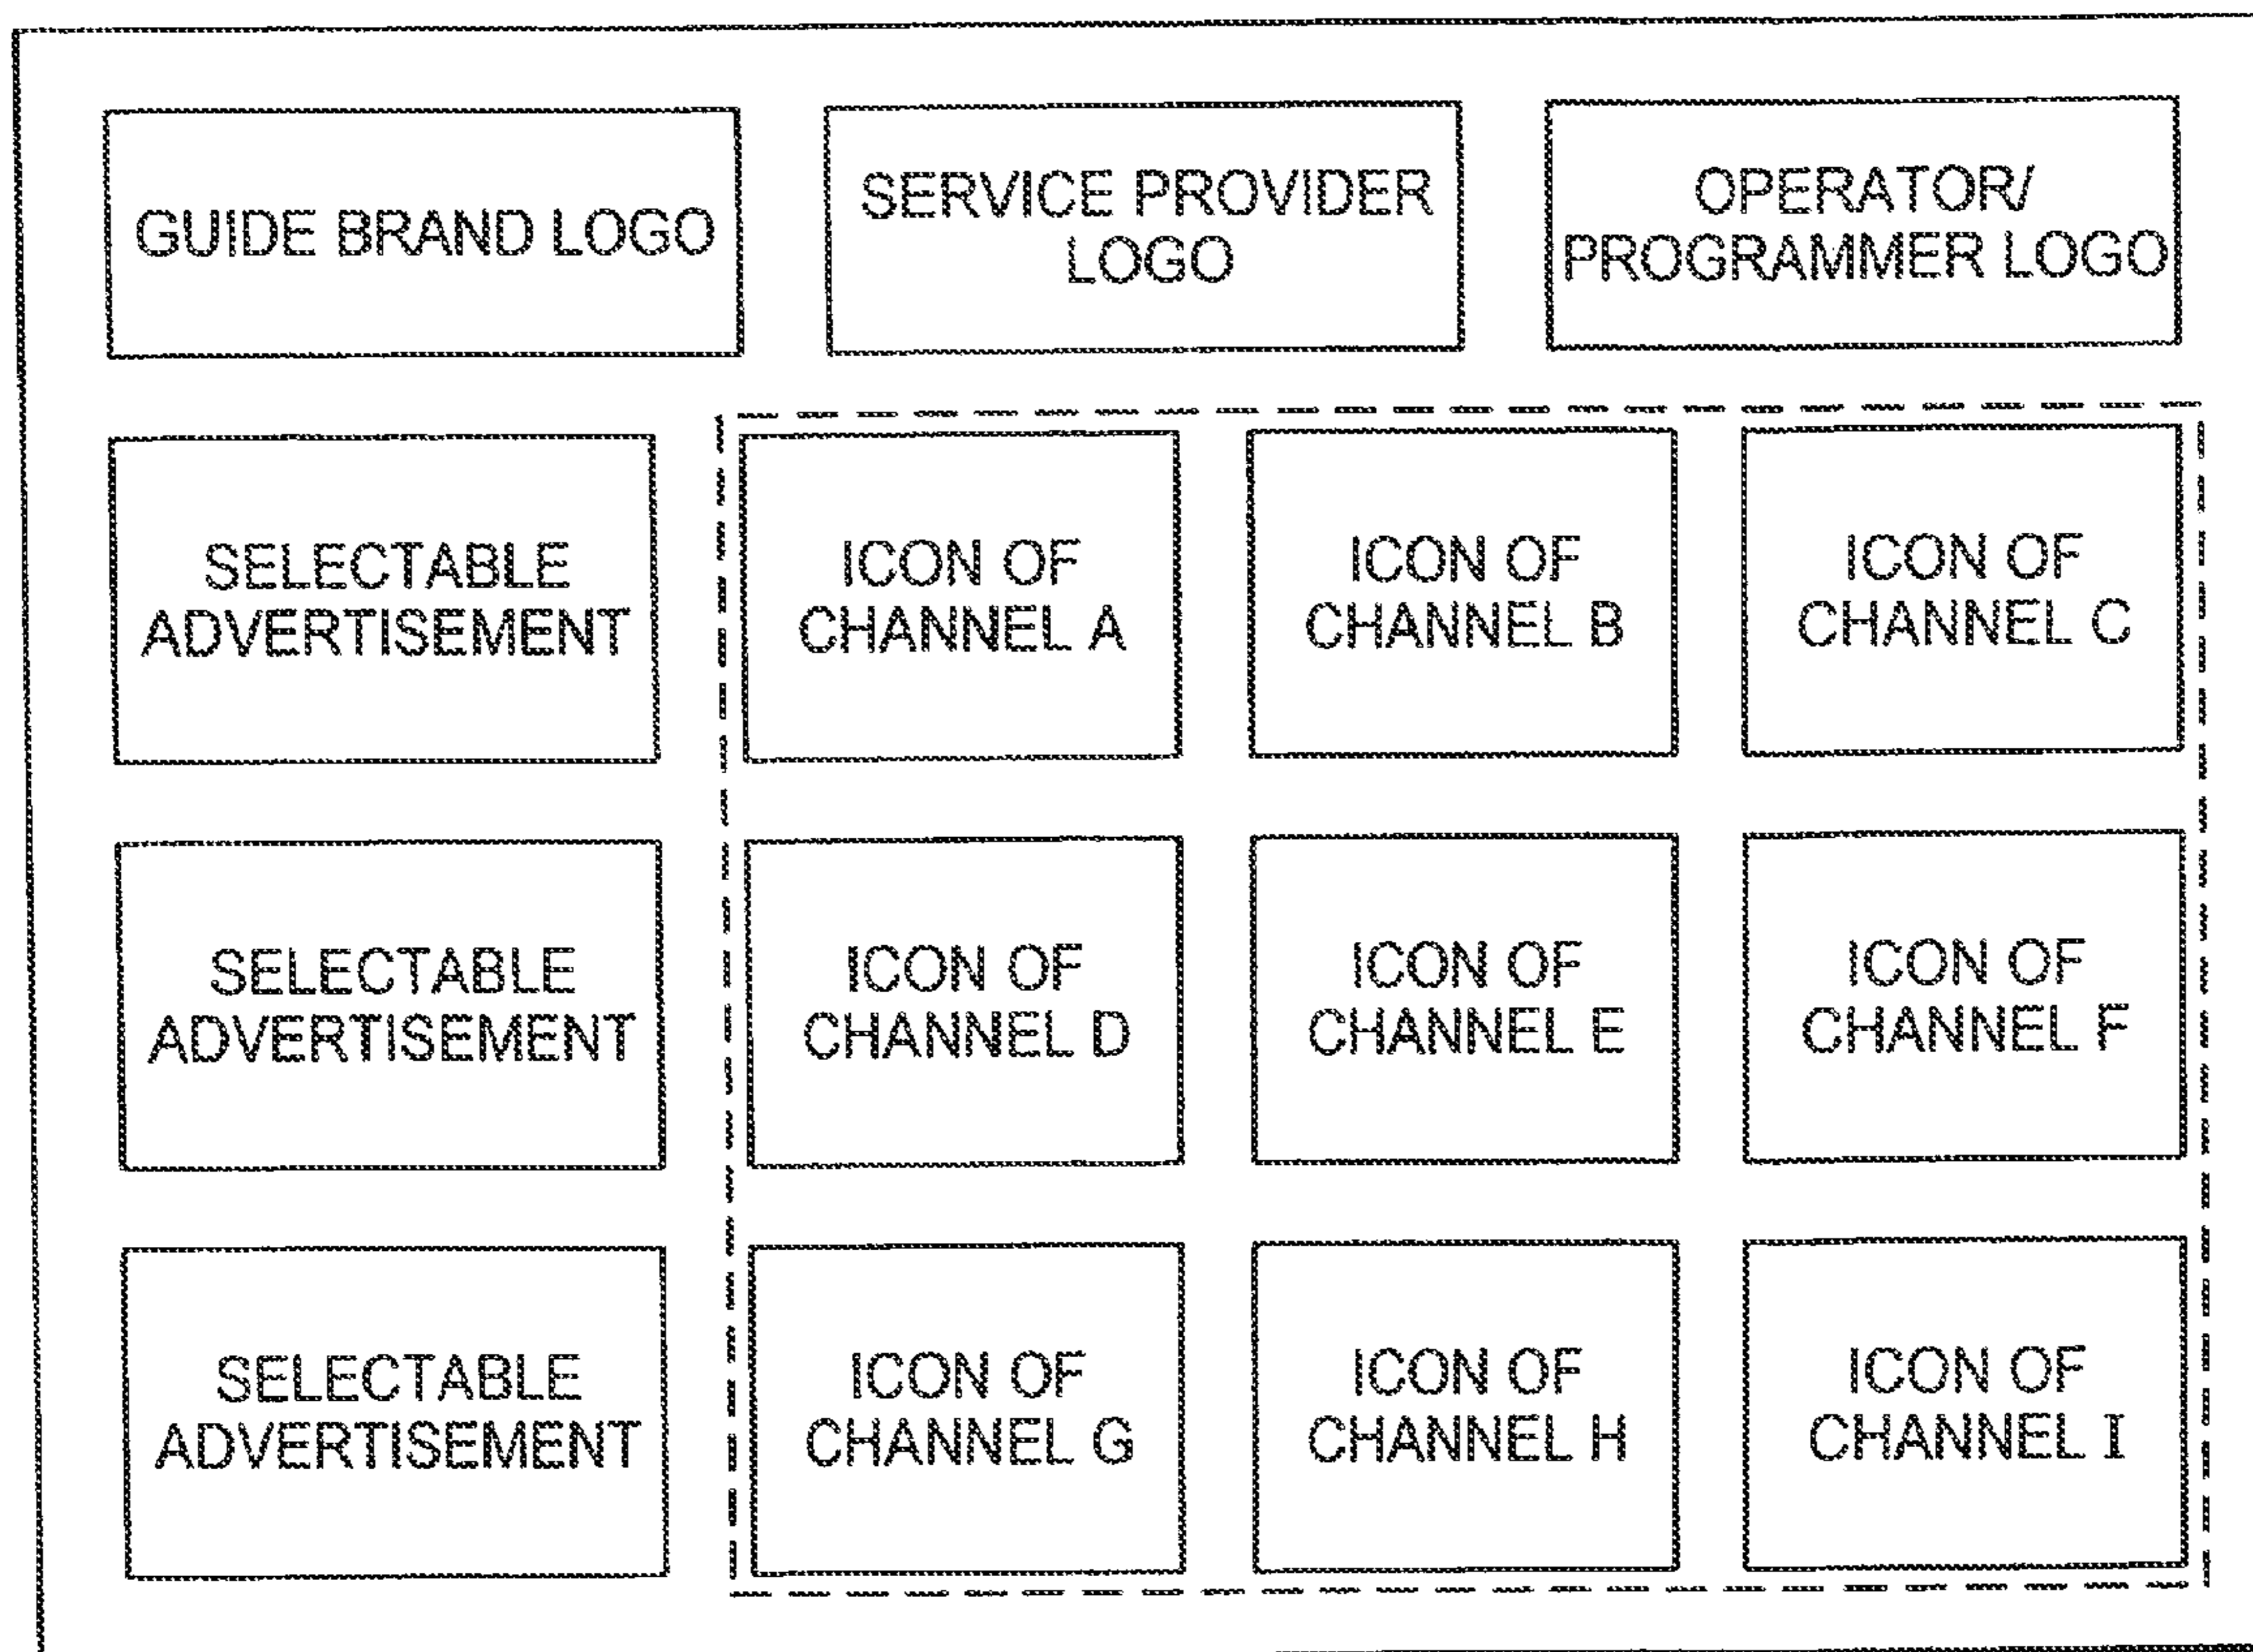 GUIDE BRAND LOGO
SERVICE PROVIDER
LOGO
OPERATOR/
PROGRAMMER LOGO
SELECTABLE
ADVERTISEMENT
ICON OF
CHANNEL A
ICON OF
CHANNEL B
ICON OF
CHANNEL C
SELECTABLE
ADVERTISEMENT
ICON OF
CHANNEL D
ICON OF
CHANNEL E
ICON OF
CHANNEL F
SELECTABLE
ADVERTISEMENT
ICON OF
CHANNEL G
ICON OF
CHANNEL H
ICON OF
CHANNEL I